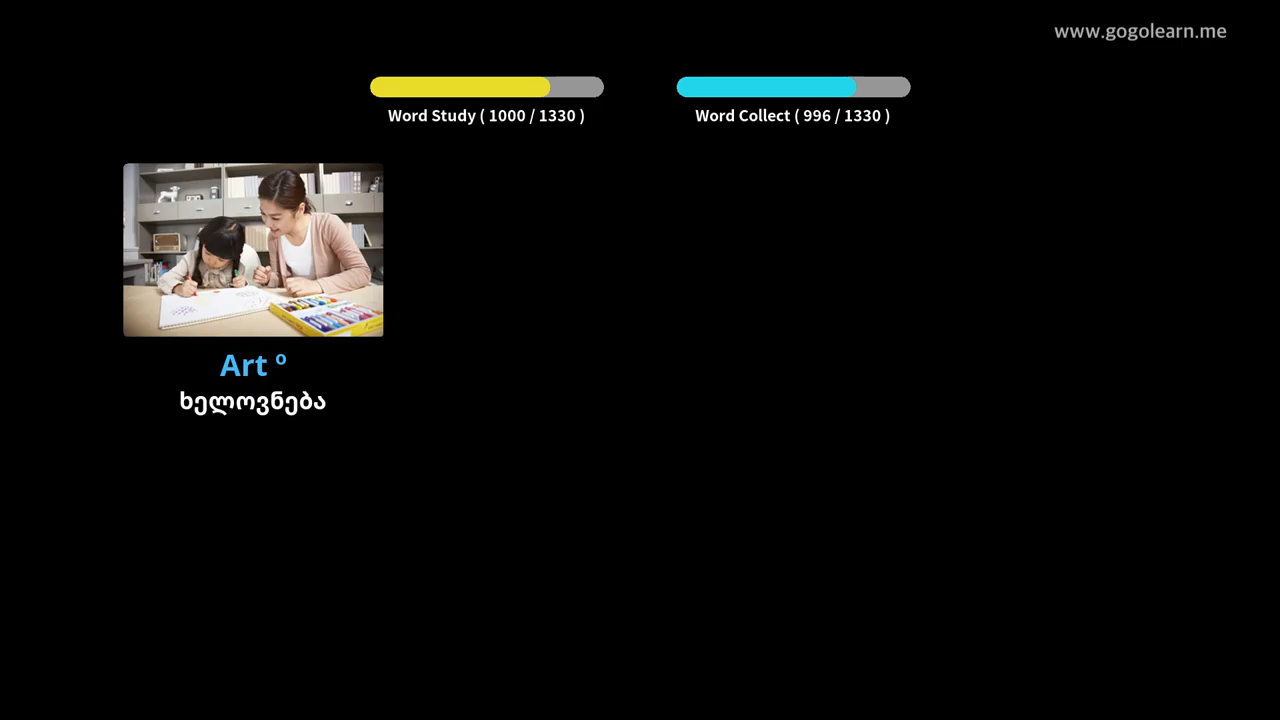 www.gogolearn.me
Word Study ( 1000 / 1330 )
Word Collect ( 996 / 1330 )
Art º
ხელოვნება